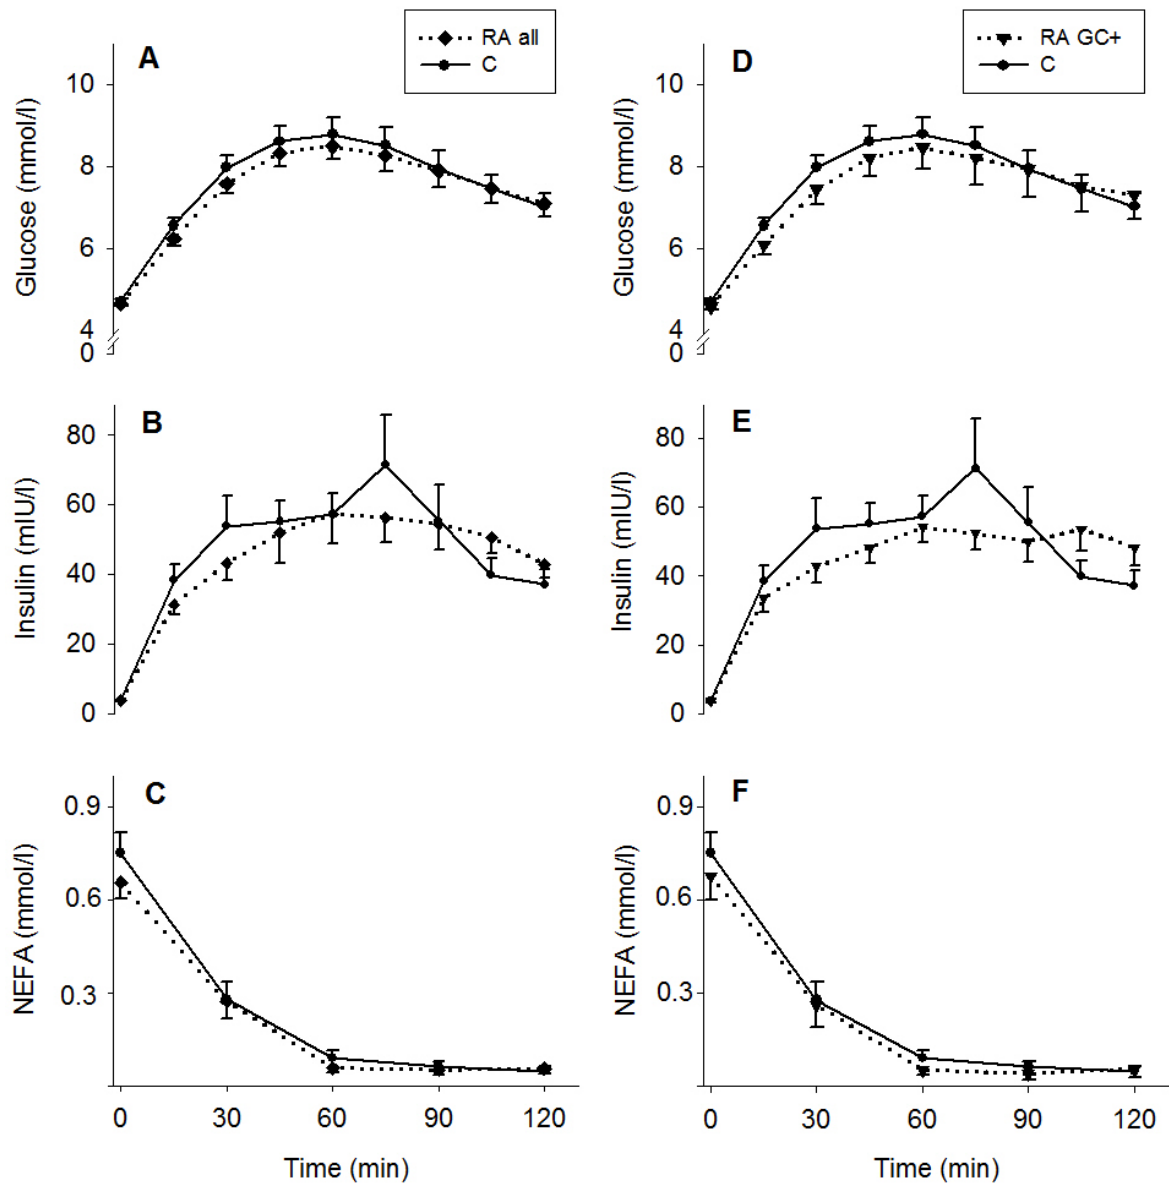 RA all
C
A
10
8
6
4
0
Glucose (mmol/l)
RA GC+
C
D
10
8
6
4
0
Glucose (mmol/l)
B
80
60
40
20
0
Insulin (mIU/l)
E
80
60
40
20
0
Insulin (mIU/l)
C
0.9
0.6
0.3
NEFA (mmol/l)
0 30 60 90 120
Time (min)
F
0.9
0.6
0.3
NEFA (mmol/l)
0 30 60 90 120
Time (min)